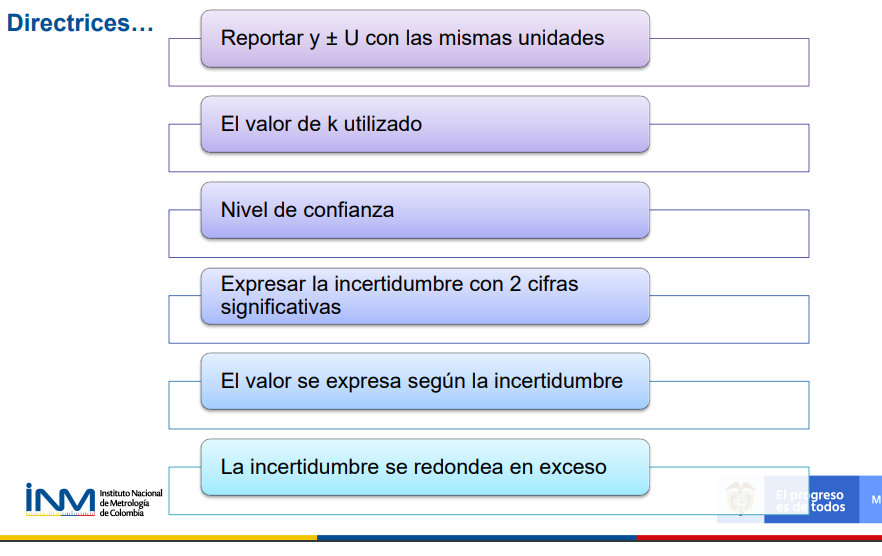 Directrices…
Reportar y ± U con las mismas unidades
El valor de k utilizado
Nivel de confianza
Expresar la incertidumbre con 2 cifras
significativas
El valor se expresa según la incertidumbre
La incertidumbre se redondea en exceso
INM
Instituto Nacional
de Metrología
de Colombia
El progreso
es de todos
M